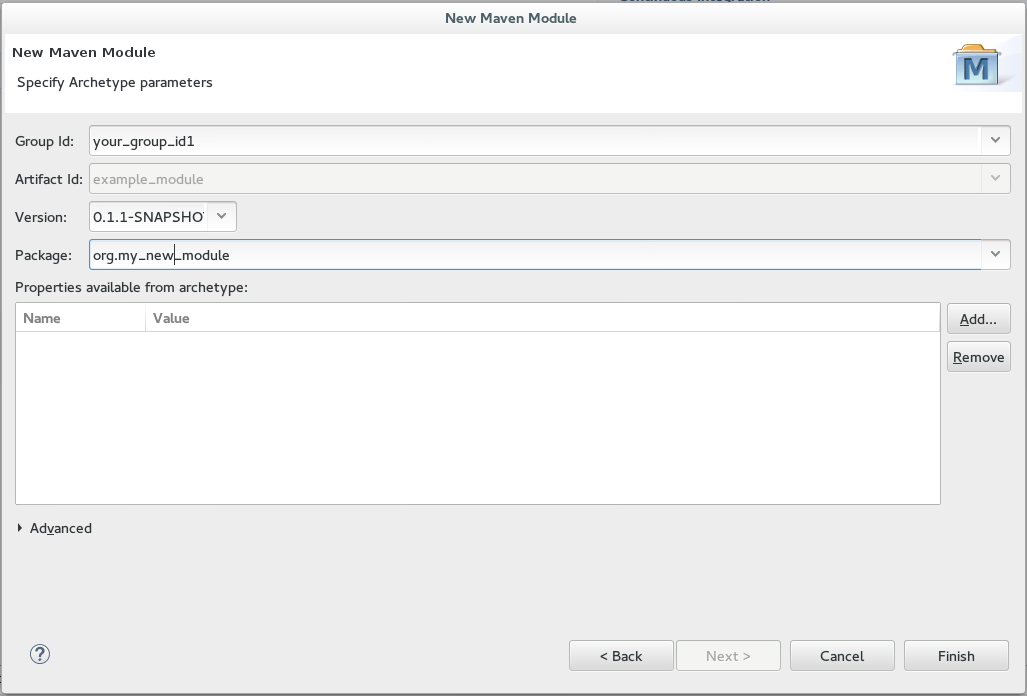 New Maven Module
New Maven Module
Specify Archetype parameters
M
Group Id: your_group_id1
Artifact Id: example_module
Version: 0.1.1-SNAPSHO
Package: org.my_new_module
Properties available from archetype:
Name Value
Add...
Remove
Advanced
? < Back Next > Cancel Finish